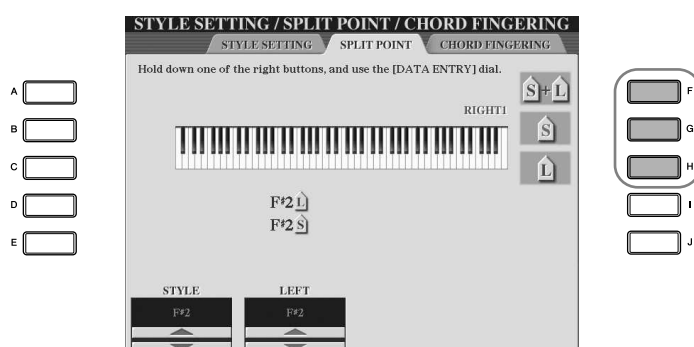 STYLE SETTING / SPLIT POINT / CHORD FINGERING
STYLE SETTING SPLIT POINT CHORD FINGERING
Hold down one of the right buttons, and use the [DATA ENTRY] dial.
S+L
RIGHT1
S
L
A
B
C
D
E
F
G
H
I
J
F#2 L
F#2 S
STYLE LEFT
F#2 F#2